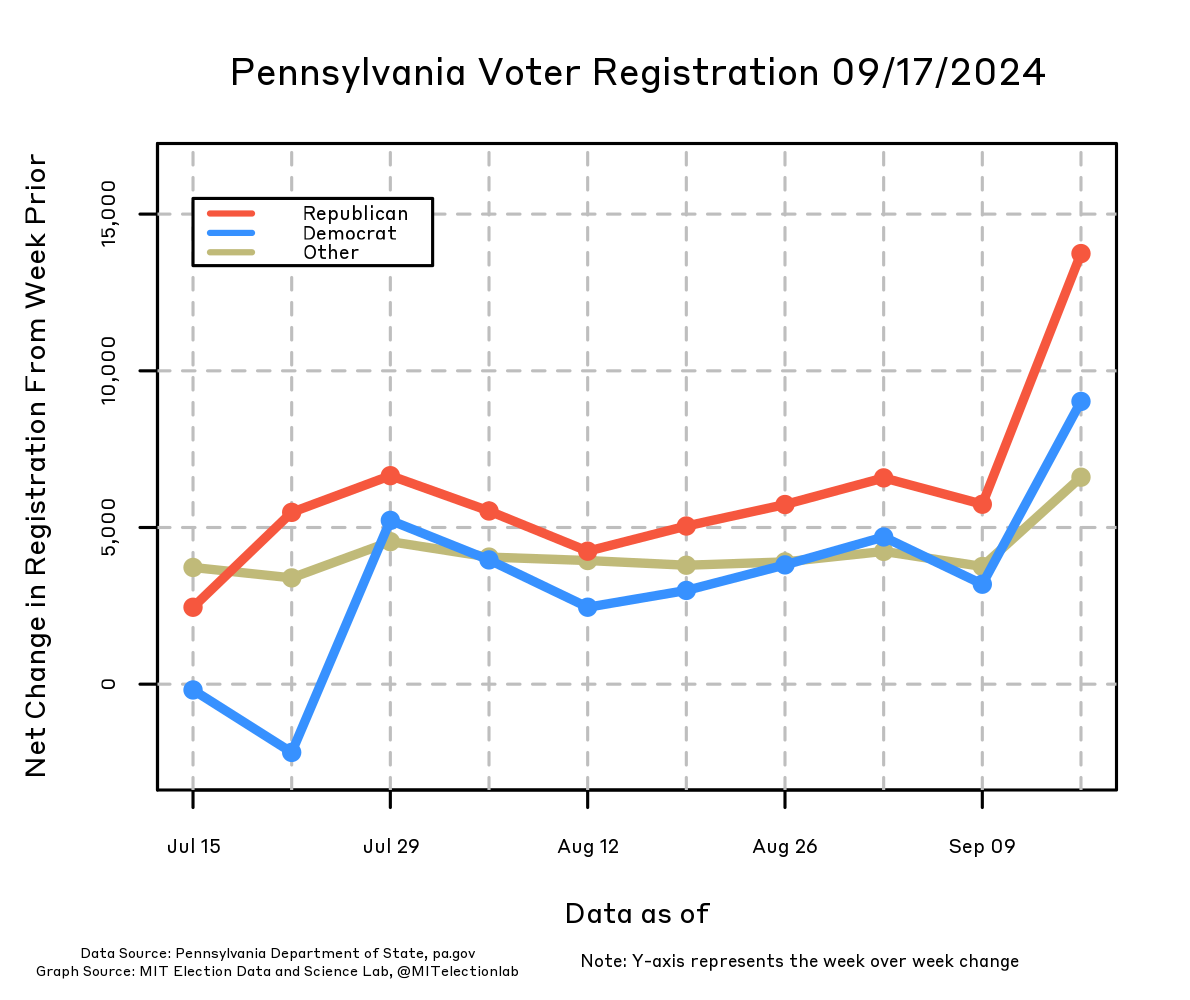 Pennsylvania Voter Registration 09/17/2024
Net Change in Registration From Week Prior
15,000
10,000
5,000
0
Republican
Democrat
Other
Jul 15
Jul 29
Aug 12
Aug 26
Sep 09
Data as of
Data Source: Pennsylvania Department of State, pa.gov
Graph Source: MIT Election Data and Science Lab, @MITelectionlab
Note: Y-axis represents the week over week change